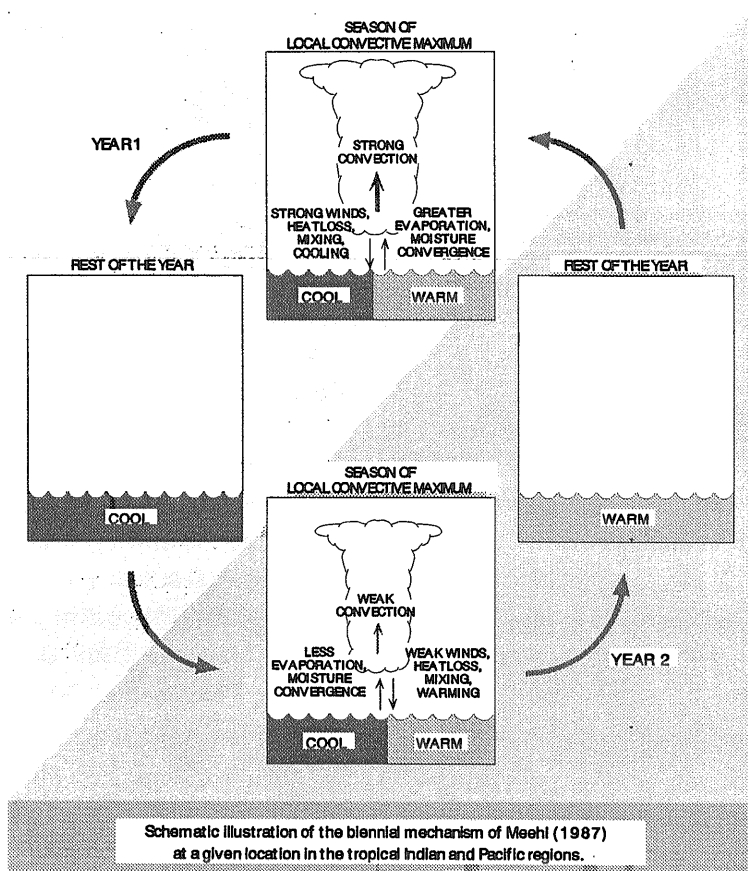 SEASON OF
LOCAL CONVECTIVE MAXIMUM
YEAR 1
STRONG
CONVECTION
STRONG WINDS,
HEATLOSS,
MIXING,
COOLING
GREATER
EVAPORATION,
MOISTURE
CONVERGENCE
COOL
WARM
REST OF THE YEAR
COOL
REST OF THE YEAR
WARM
SEASON OF
LOCAL CONVECTIVE MAXIMUM
WEAK
CONVECTION
LESS
EVAPORATION,
MOISTURE
CONVERGENCE
WEAK WINDS,
HEATLOSS,
MIXING,
WARMING
COOL
WARM
YEAR 2
Schematic illustration of the biennial mechanism of Meehl (1987)
at a given location in the tropical Indian and Pacific regions.